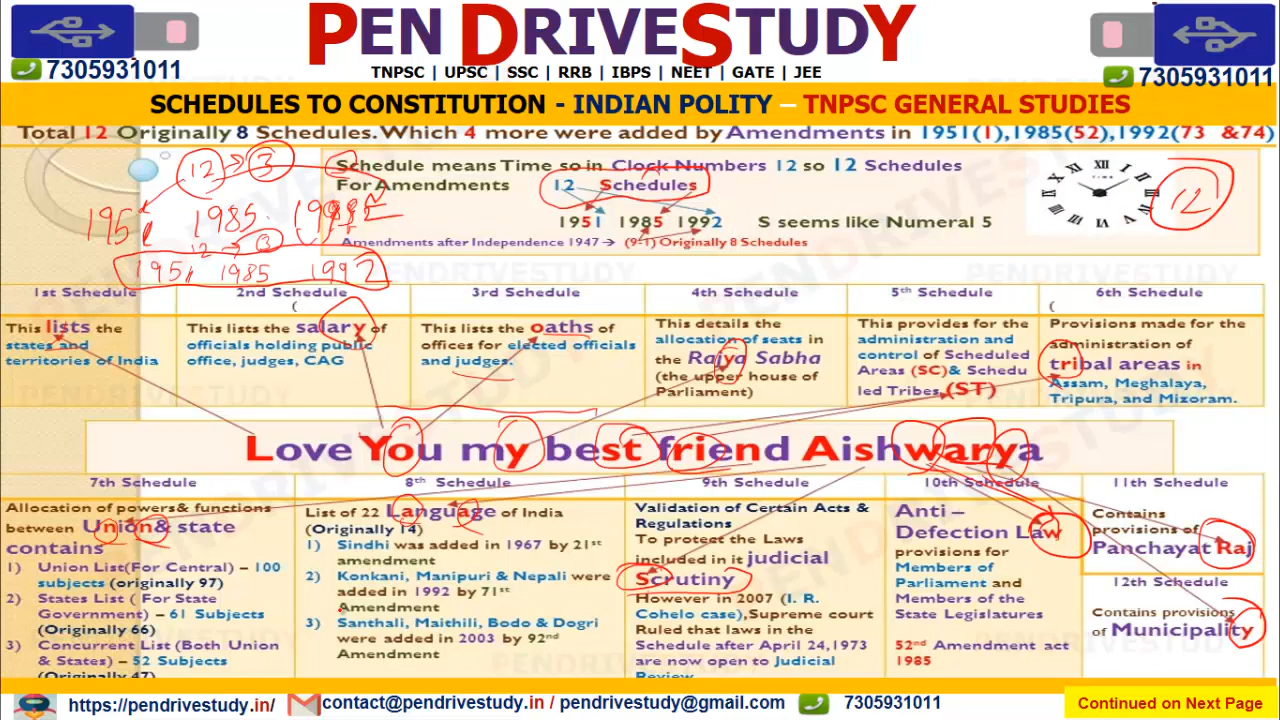 PEN DRIVESTUDY
7305931011
TNPSC | UPSC | SSC | RRB | IBPS | NEET | GATE | JEE
7305931011
SCHEDULES TO CONSTITUTION - INDIAN POLITY – TNPSC GENERAL STUDIES
Total 12 Originally 8 Schedules. Which 4 more were added by Amendments in 1951(1),1985(52),1992(73 &74)
12 → 3
1951 1985
12 → 3
1951 1985 1992
Schedule means Time so in Clock Numbers 12 so 12 Schedules
For Amendments 12 Schedules
1951 1985 1992 S seems like Numeral 5
Amendments after Independence 1947 → (9-1) Originally 8 Schedules
XII I II III IV V VI VII VIII IX X XI
TIME
12
1st Schedule
This lists the
states and
territories of India
2nd Schedule
(
This lists the salary of
officials holding public
office, judges, CAG
3rd Schedule
This lists the oaths of
offices for elected officials
and judges.
4th Schedule
This details the
allocation of seats in
the Rajya Sabha
(the upper house of
Parliament)
5th Schedule
This provides for the
administration and
control of Scheduled
Areas (SC)& Schedu
led Tribes (ST)
6th Schedule
(
Provisions made for the
administration of
tribal areas in
Assam, Meghalaya,
Tripura, and Mizoram.
Love You my best friend Aishwarya
7th Schedule
Allocation of powers& functions
between Union& state
contains
1) Union List(For Central) – 100
subjects (originally 97)
2) States List ( For State
Government) – 61 Subjects
(Originally 66)
3) Concurrent List (Both Union
& States) – 52 Subjects
(Originally 47)
8th Schedule
List of 22 Language of India
(Originally 14)
1) Sindhi was added in 1967 by 21st
amendment
2) Konkani, Manipuri & Nepali were
added in 1992 by 71st
Amendment
3) Santhali, Maithili, Bodo & Dogri
were added in 2003 by 92nd
Amendment
9th Schedule
Validation of Certain Acts &
Regulations
To protect the Laws
included in it judicial
Scrutiny
However in 2007 (I. R.
Cohelo case),Supreme court
Ruled that laws in the
Schedule after April 24,1973
are now open to Judicial
Review
10th Schedule
Anti –
Defection Law
provisions for
Members of
Parliament and
Members of the
State Legislatures
52nd Amendment act
1985
11th Schedule
Contains
provisions of
Panchayat Raj
12th Schedule
Contains provisions
of Municipality
https://pendrivestudy.in/
contact@pendrivestudy.in / pendrivestudy@gmail.com
7305931011
Continued on Next Page